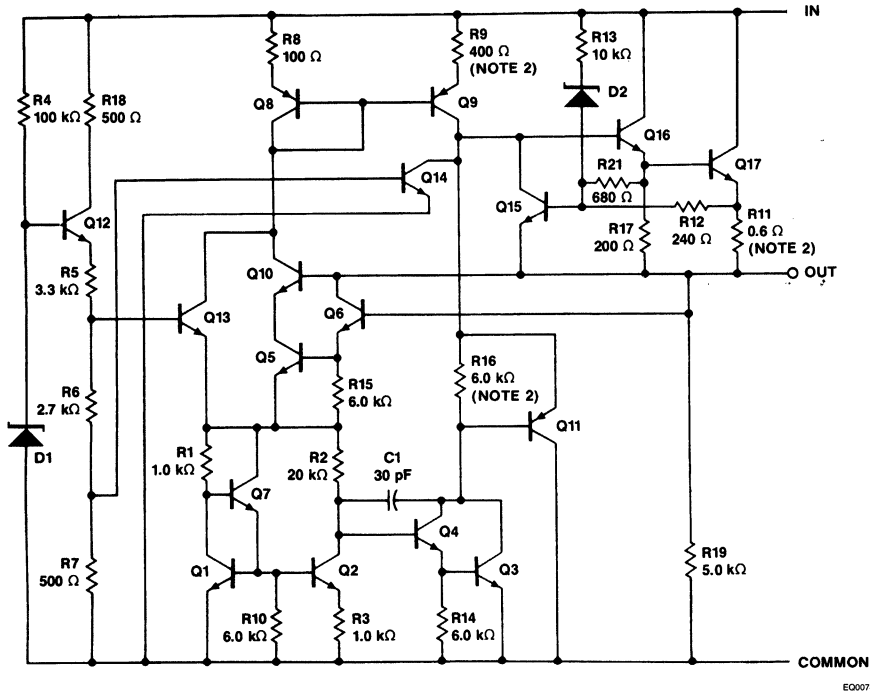 IN
R8
100 Ω
R9
400 Ω
(NOTE 2)
R13
10 kΩ
R4
100 kΩ
R18
500 Ω
Q8
Q9
D2
Q16
Q14
R21
680 Ω
Q17
Q12
Q15
R17
200 Ω
R12
240 Ω
R11
0.6 Ω
(NOTE 2)
R5
3.3 kΩ
Q10
OUT
Q13
Q6
Q5
R16
6.0 kΩ
(NOTE 2)
R6
2.7 kΩ
R15
6.0 kΩ
Q11
D1
R1
1.0 kΩ
R2
20 kΩ
C1
30 pF
Q7
Q4
R7
500 Ω
Q1
Q2
Q3
R19
5.0 kΩ
R10
6.0 kΩ
R3
1.0 kΩ
R14
6.0 kΩ
COMMON
EQ007